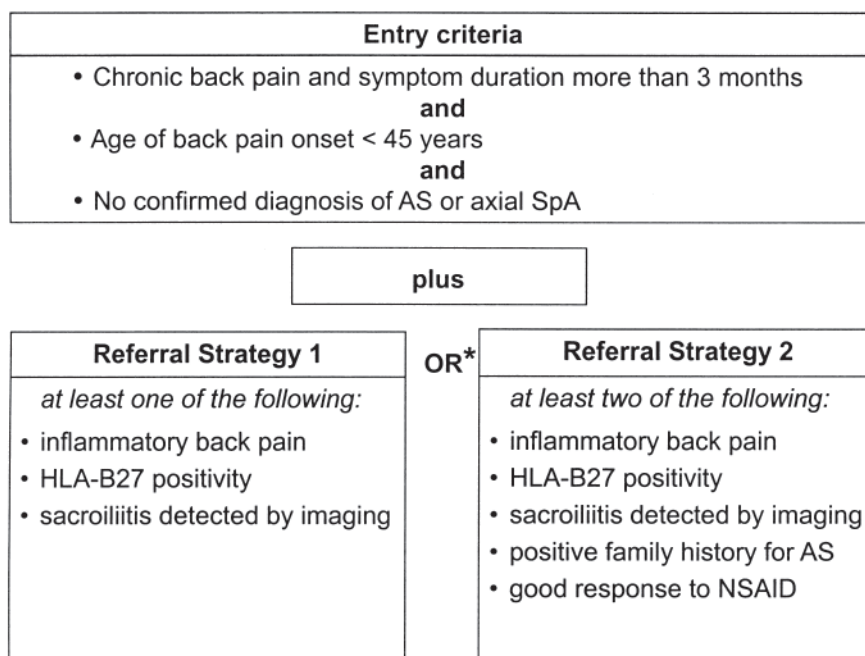 Entry criteria
• Chronic back pain and symptom duration more than 3 months
and
• Age of back pain onset < 45 years
and
• No confirmed diagnosis of AS or axial SpA
plus
Referral Strategy 1
at least one of the following:
• inflammatory back pain
• HLA-B27 positivity
• sacroiliitis detected by imaging
OR*
Referral Strategy 2
at least two of the following:
• inflammatory back pain
• HLA-B27 positivity
• sacroiliitis detected by imaging
• positive family history for AS
• good response to NSAID